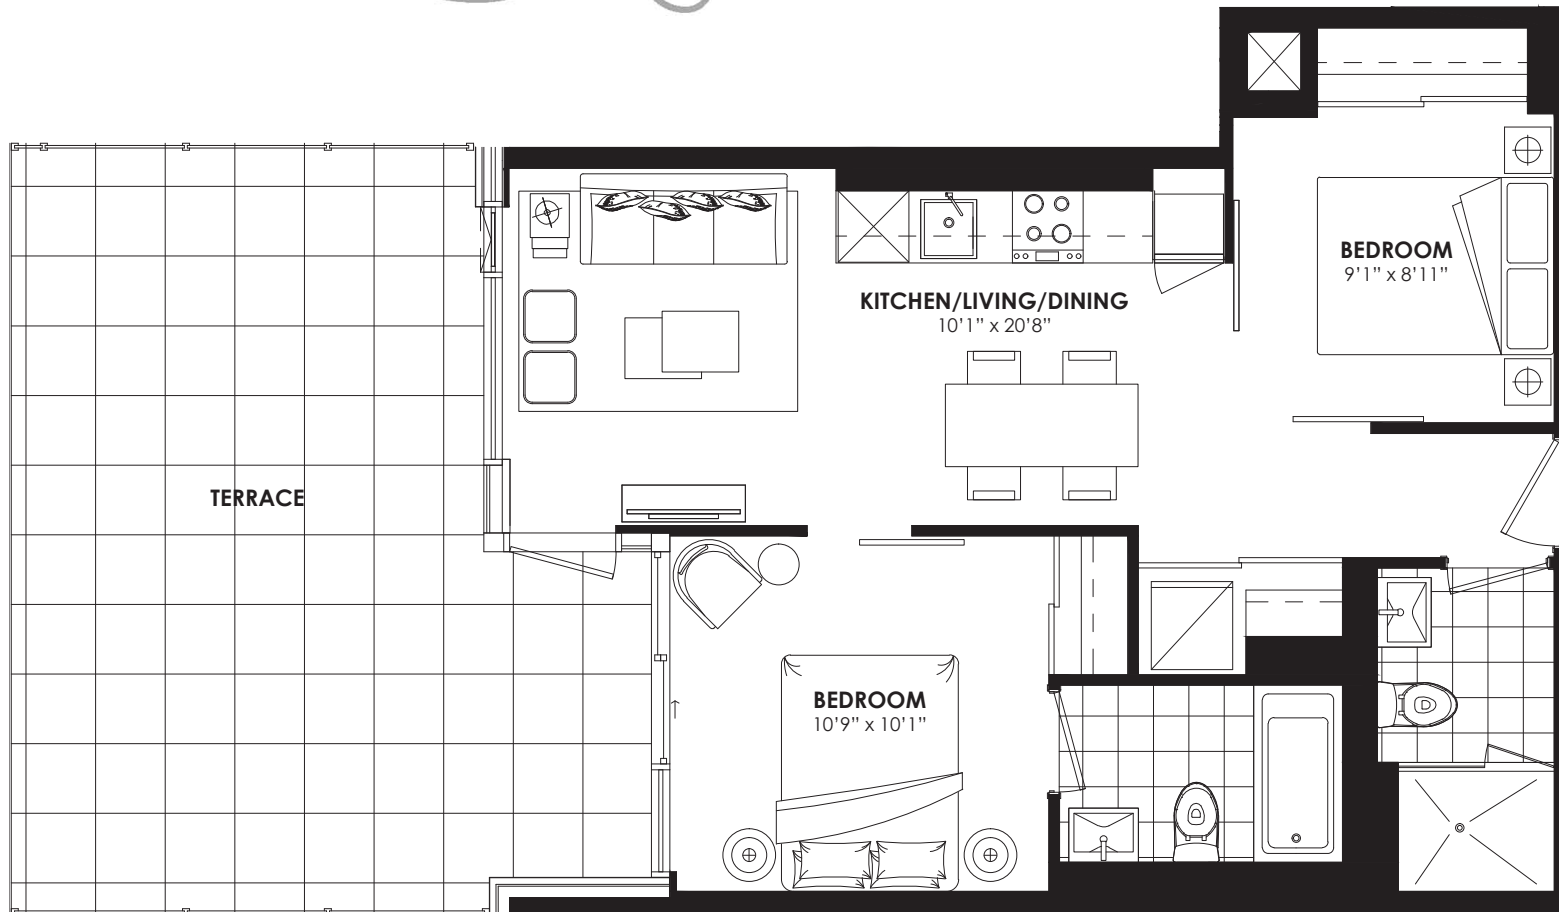 BEDROOM
9'1" x 8'11"
KITCHEN/LIVING/DINING
10'1" x 20'8"
TERRACE
BEDROOM
10'9" x 10'1"